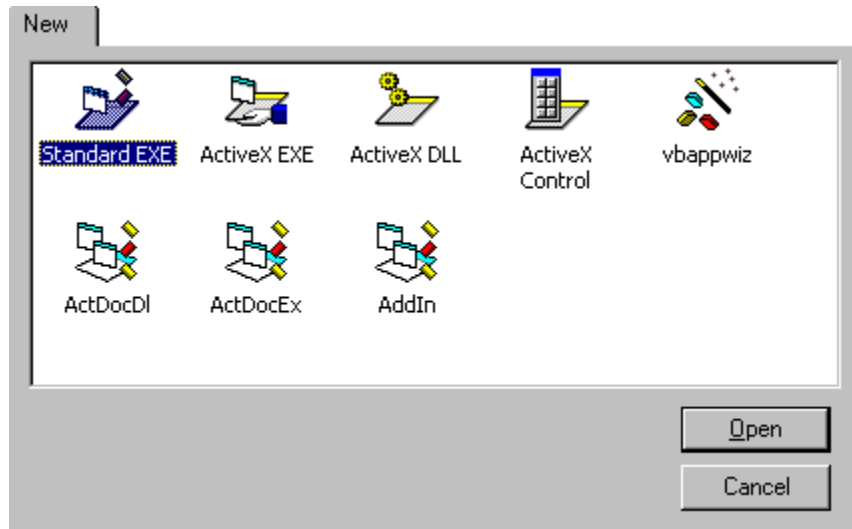 New
Standard EXE
ActiveX EXE
ActiveX DLL
ActiveX
Control
vbappwiz
ActDocDl
ActDocEx
AddIn
Open
Cancel